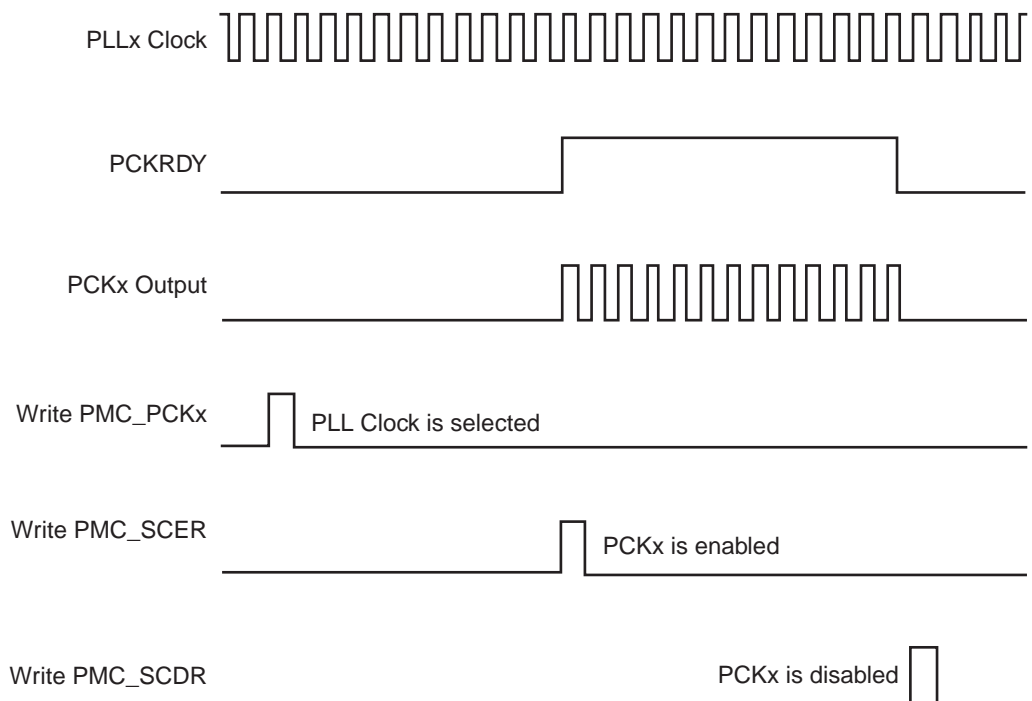 PLLx Clock
PCKRDY
PCKx Output
Write PMC_PCKx
PLL Clock is selected
Write PMC_SCER
PCKx is enabled
Write PMC_SCDR
PCKx is disabled